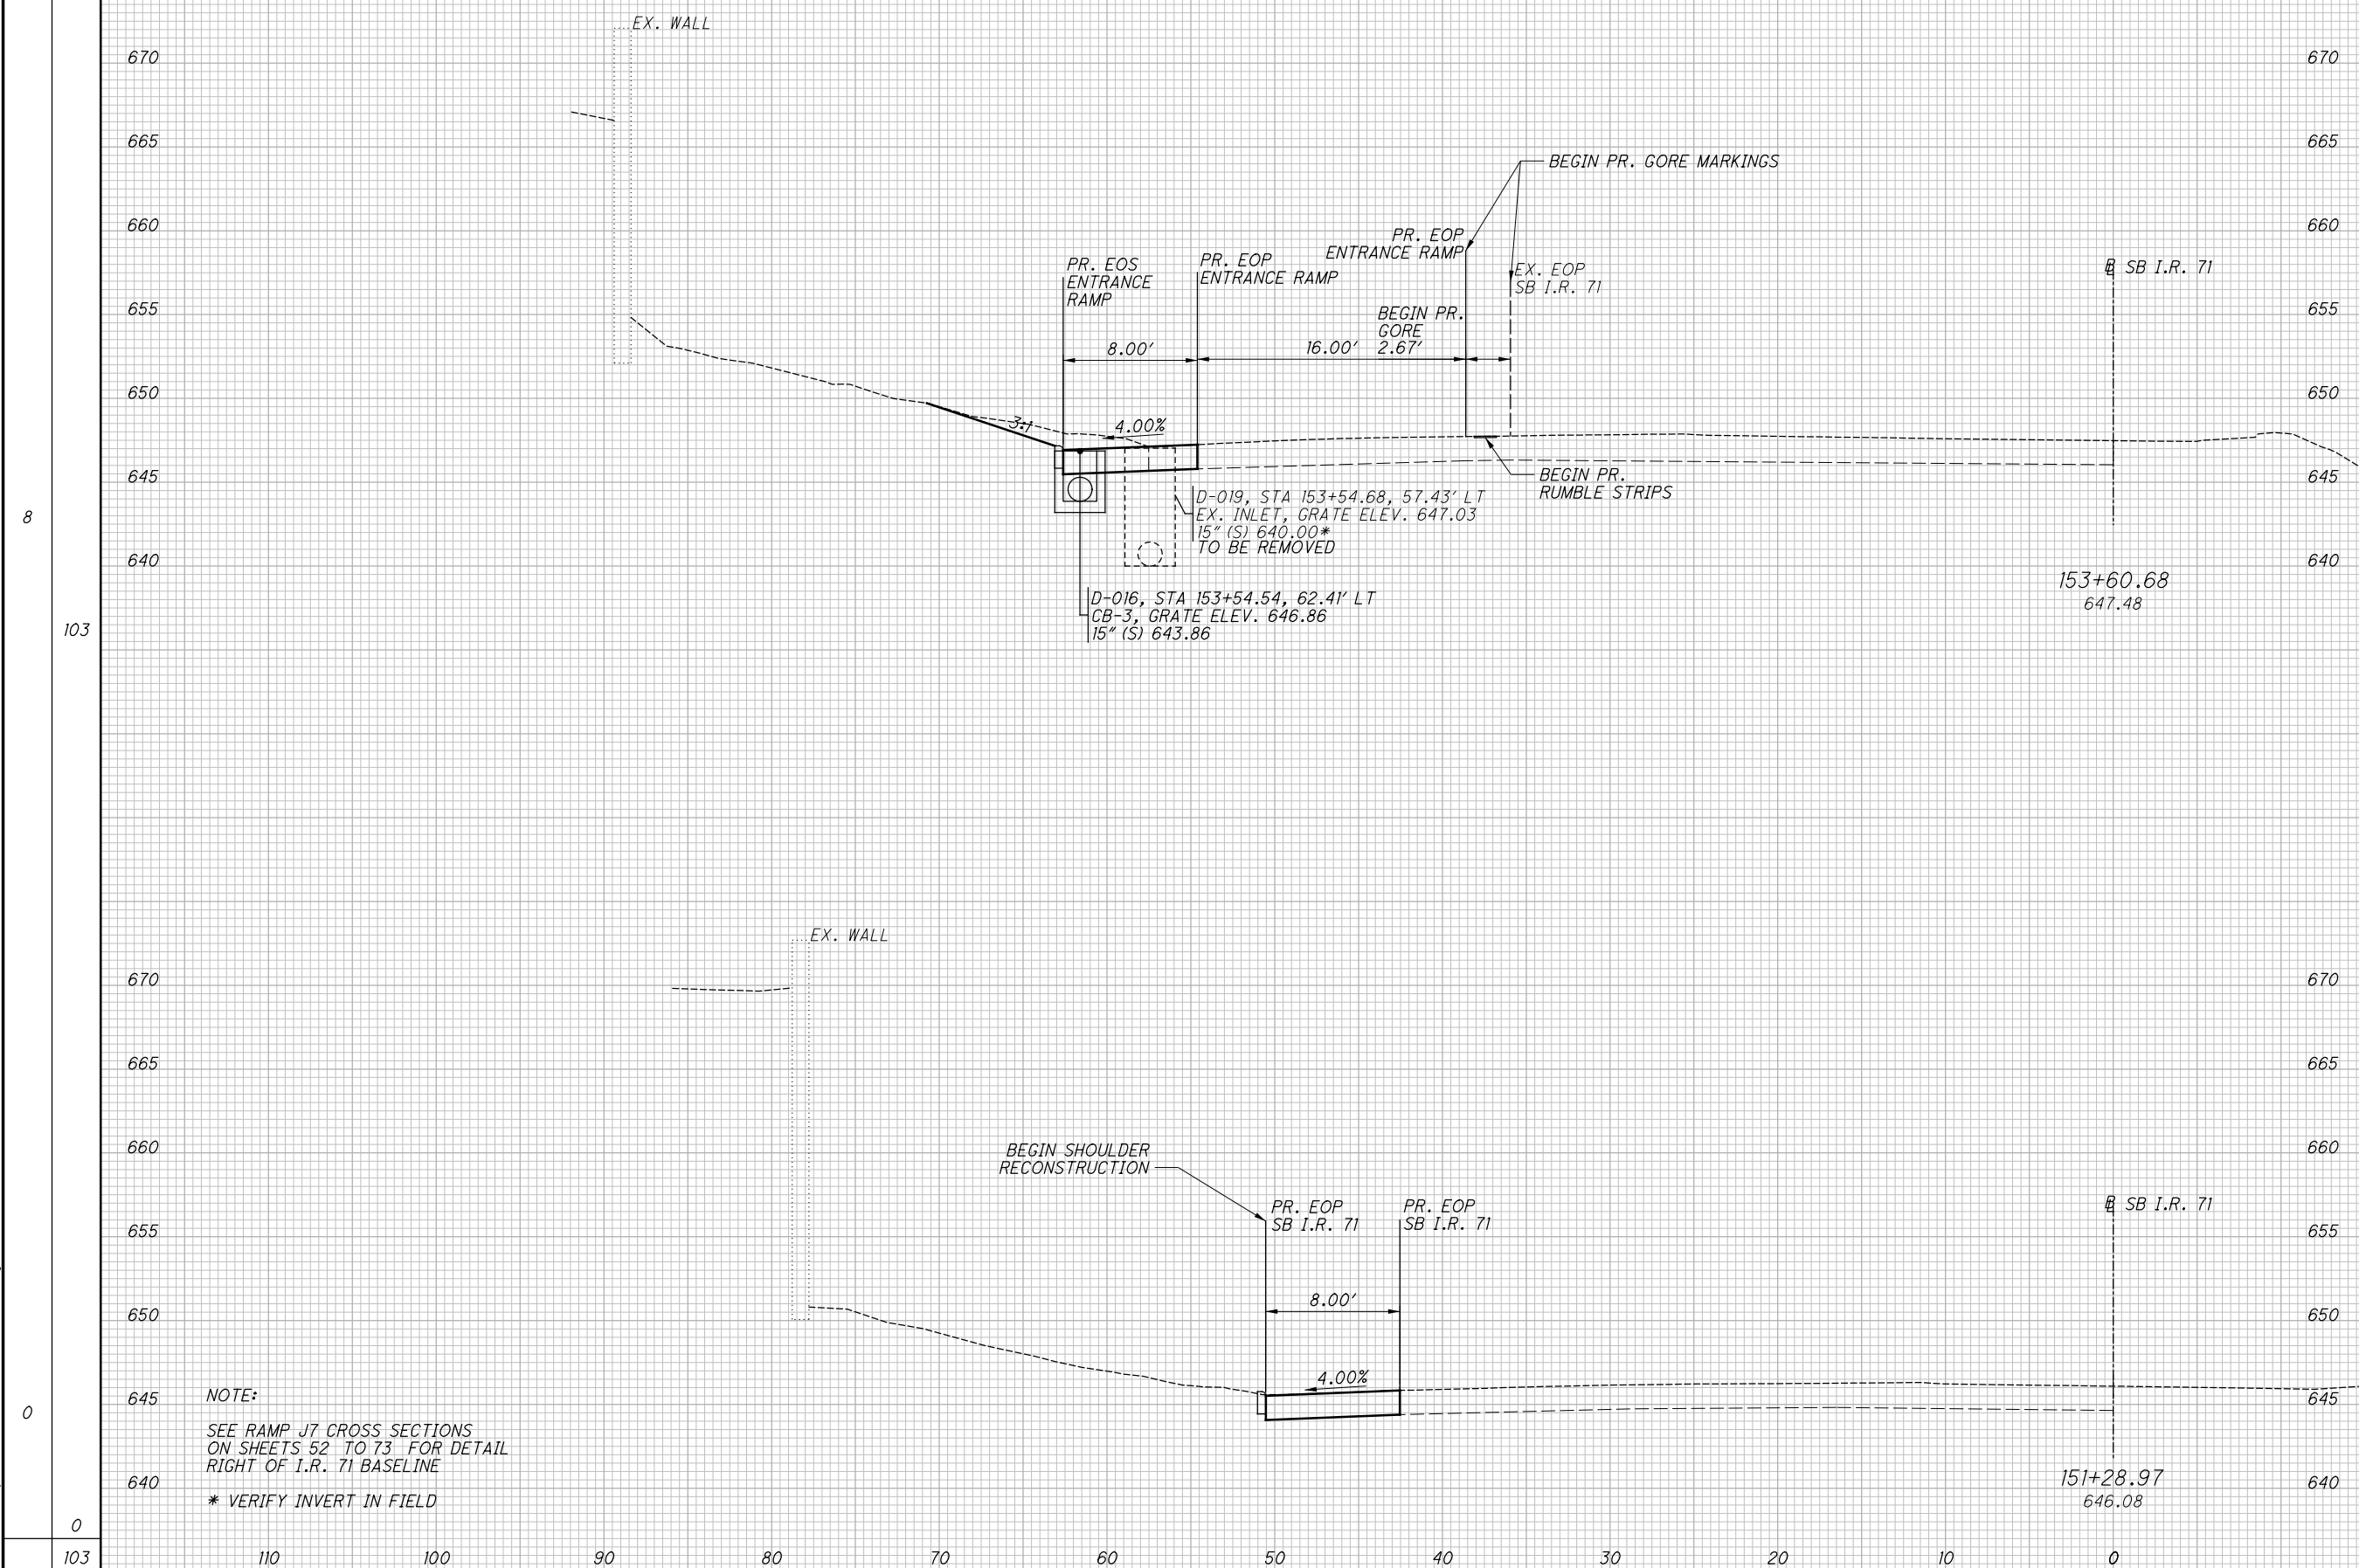 EX. WALL
670
670
665
665
BEGIN PR. GORE MARKINGS
660
660
PR. EOP
ENTRANCE RAMP
PR. EOS
ENTRANCE
RAMP
PR. EOP
ENTRANCE RAMP
EX. EOP
SB I.R. 71
SB I.R. 71
655
655
BEGIN PR.
GORE
8.00'
16.00'
2.67'
650
650
3:1
4.00%
645
645
BEGIN PR.
RUMBLE STRIPS
D-019, STA 153+54.68, 57.43' LT
EX. INLET, GRATE ELEV. 647.03
15" (S) 640.00*
TO BE REMOVED
8
640
640
153+60.68
647.48
D-016, STA 153+54.54, 62.41' LT
CB-3, GRATE ELEV. 646.86
15" (S) 643.86
103
EX. WALL
670
670
665
665
660
660
BEGIN SHOULDER
RECONSTRUCTION
PR. EOP
SB I.R. 71
PR. EOP
SB I.R. 71
SB I.R. 71
655
655
8.00'
650
650
4.00%
645
645
NOTE:
SEE RAMP J7 CROSS SECTIONS
ON SHEETS 52 TO 73 FOR DETAIL
RIGHT OF I.R. 71 BASELINE
* VERIFY INVERT IN FIELD
0
640
640
151+28.97
646.08
0
103
110
100
90
80
70
60
50
40
30
20
10
0